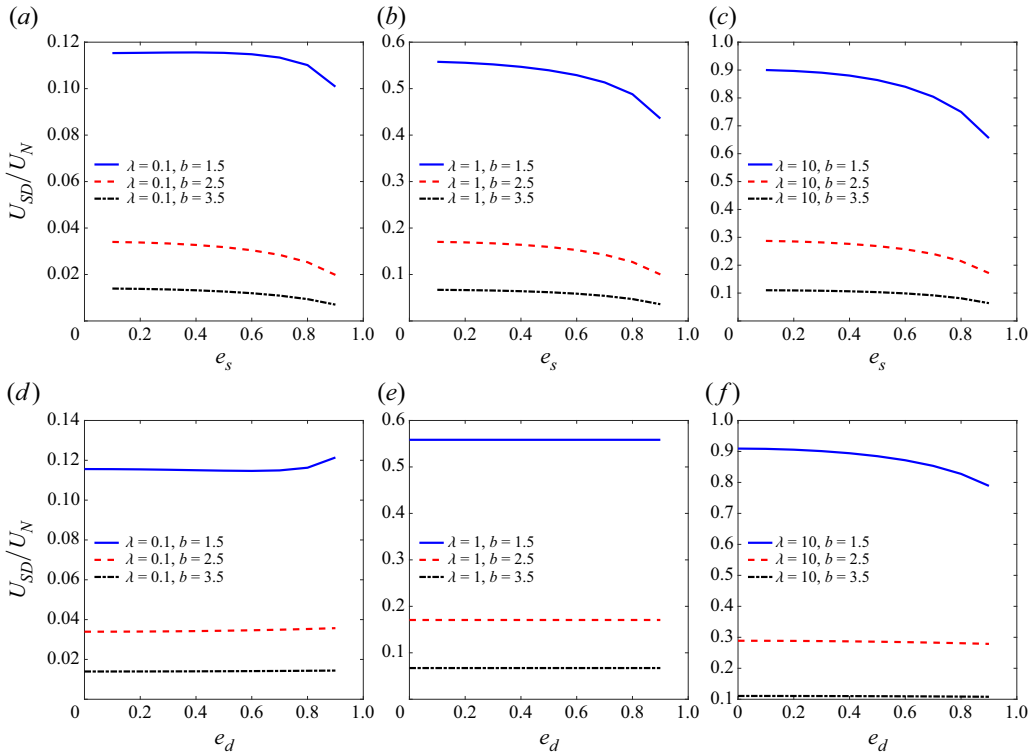 (a)
0.12
0.10
0.08
0.06
0.04
0.02
U_SD/U_N
λ = 0.1, b = 1.5
λ = 0.1, b = 2.5
λ = 0.1, b = 3.5
0 0.2 0.4 0.6 0.8 1.0
e_s
(b)
0.6
0.5
0.4
0.3
0.2
0.1
λ = 1, b = 1.5
λ = 1, b = 2.5
λ = 1, b = 3.5
0 0.2 0.4 0.6 0.8 1.0
e_s
(c)
1.0
0.9
0.8
0.7
0.6
0.5
0.4
0.3
0.2
0.1
λ = 10, b = 1.5
λ = 10, b = 2.5
λ = 10, b = 3.5
0 0.2 0.4 0.6 0.8 1.0
e_s
(d)
0.14
0.12
0.10
0.08
0.06
0.04
0.02
U_SD/U_N
λ = 0.1, b = 1.5
λ = 0.1, b = 2.5
λ = 0.1, b = 3.5
0 0.2 0.4 0.6 0.8 1.0
e_d
(e)
0.6
0.5
0.4
0.3
0.2
0.1
λ = 1, b = 1.5
λ = 1, b = 2.5
λ = 1, b = 3.5
0 0.2 0.4 0.6 0.8 1.0
e_d
(f)
1.0
0.9
0.8
0.7
0.6
0.5
0.4
0.3
0.2
0.1
λ = 10, b = 1.5
λ = 10, b = 2.5
λ = 10, b = 3.5
0 0.2 0.4 0.6 0.8 1.0
e_d